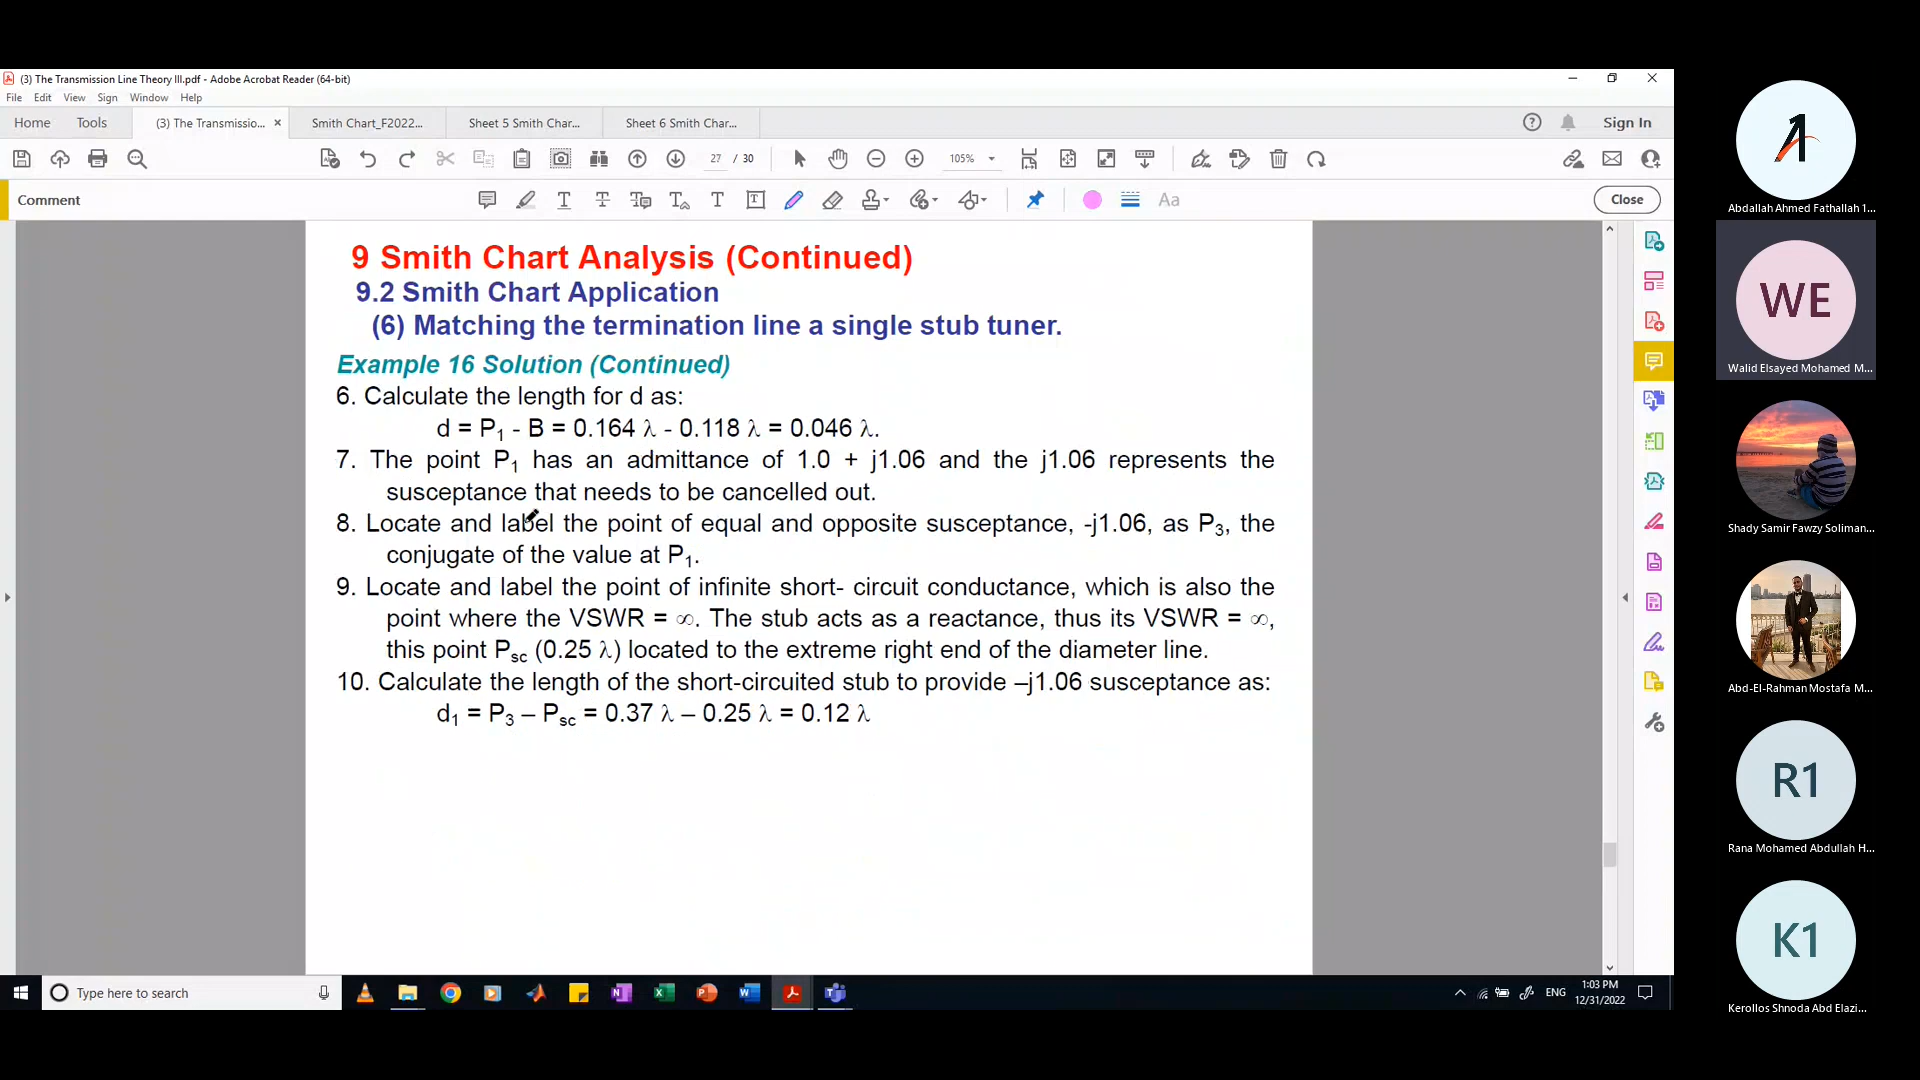 (3) The Transmission Line Theory III.pdf - Adobe Acrobat Reader (64-bit)
File Edit View Sign Window Help
Home Tools (3) The Transmissio... × Smith Chart_F2022... Sheet 5 Smith Char... Sheet 6 Smith Char... Sign In
27 / 30 105%
Comment Aa Close
9 Smith Chart Analysis (Continued)
9.2 Smith Chart Application
(6) Matching the termination line a single stub tuner.
Example 16 Solution (Continued)
6. Calculate the length for d as:
d = P1 - B = 0.164 λ - 0.118 λ = 0.046 λ.
7. The point P1 has an admittance of 1.0 + j1.06 and the j1.06 represents the
susceptance that needs to be cancelled out.
8. Locate and label the point of equal and opposite susceptance, -j1.06, as P3, the
conjugate of the value at P1.
9. Locate and label the point of infinite short- circuit conductance, which is also the
point where the VSWR = ∞. The stub acts as a reactance, thus its VSWR = ∞,
this point Psc (0.25 λ) located to the extreme right end of the diameter line.
10. Calculate the length of the short-circuited stub to provide –j1.06 susceptance as:
d1 = P3 – Psc = 0.37 λ – 0.25 λ = 0.12 λ
Type here to search
ENG
1:03 PM
12/31/2022
Abdallah Ahmed Fathallah 1...
WE
Walid Elsayed Mohamed M...
Shady Samir Fawzy Soliman...
Abd-El-Rahman Mostafa M...
R1
Rana Mohamed Abdullah H...
K1
Kerollos Shnoda Abd Elazi...